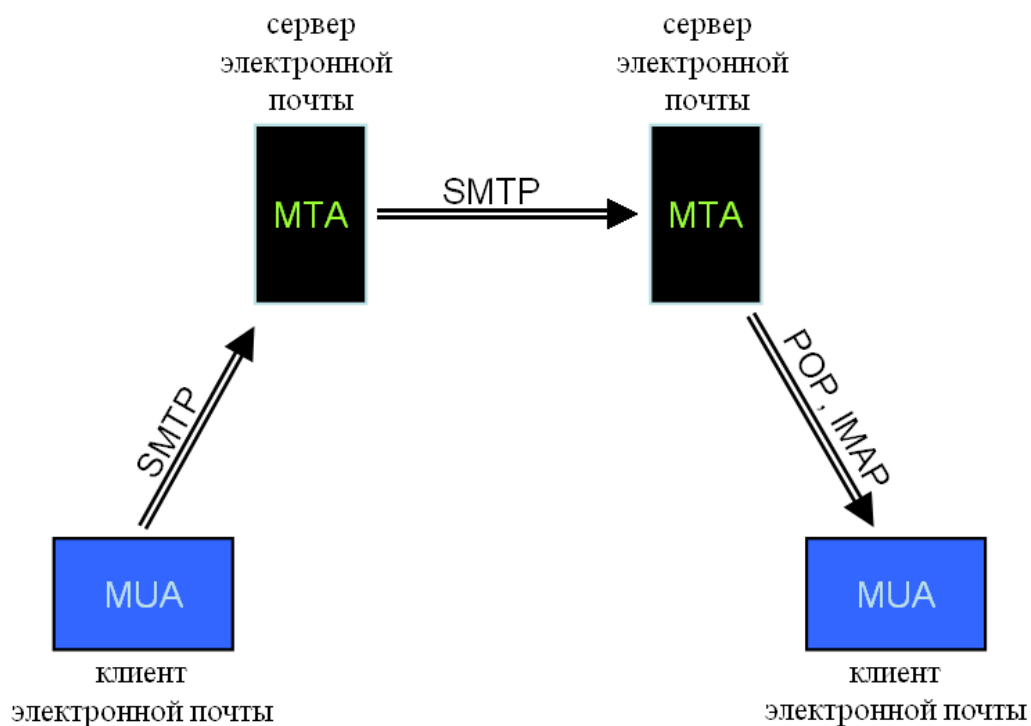 сервер
электронной
почты
сервер
электронной
почты
MTA
SMTP
MTA
SMTP
POP , IMAP
MUA
MUA
клиент
электронной почты
клиент
электронной почты